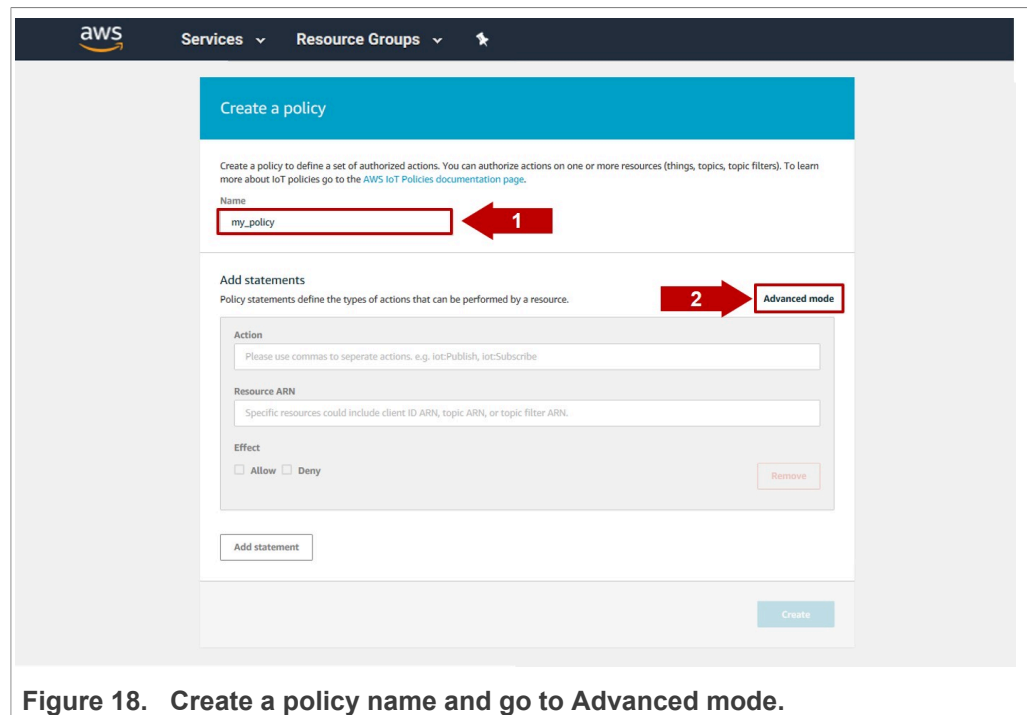 aws Services Resource Groups
Create a policy
Create a policy to define a set of authorized actions. You can authorize actions on one or more resources (things, topics, topic filters). To learn
more about IoT policies go to the AWS IoT Policies documentation page.
Name
my_policy
1
Add statements
Policy statements define the types of actions that can be performed by a resource.
2
Advanced mode
Action
Please use commas to seperate actions. e.g. iot:Publish, iot:Subscribe
Resource ARN
Specific resources could include client ID ARN, topic ARN, or topic filter ARN.
Effect
Allow Deny
Remove
Add statement
Create
Figure 18. Create a policy name and go to Advanced mode.